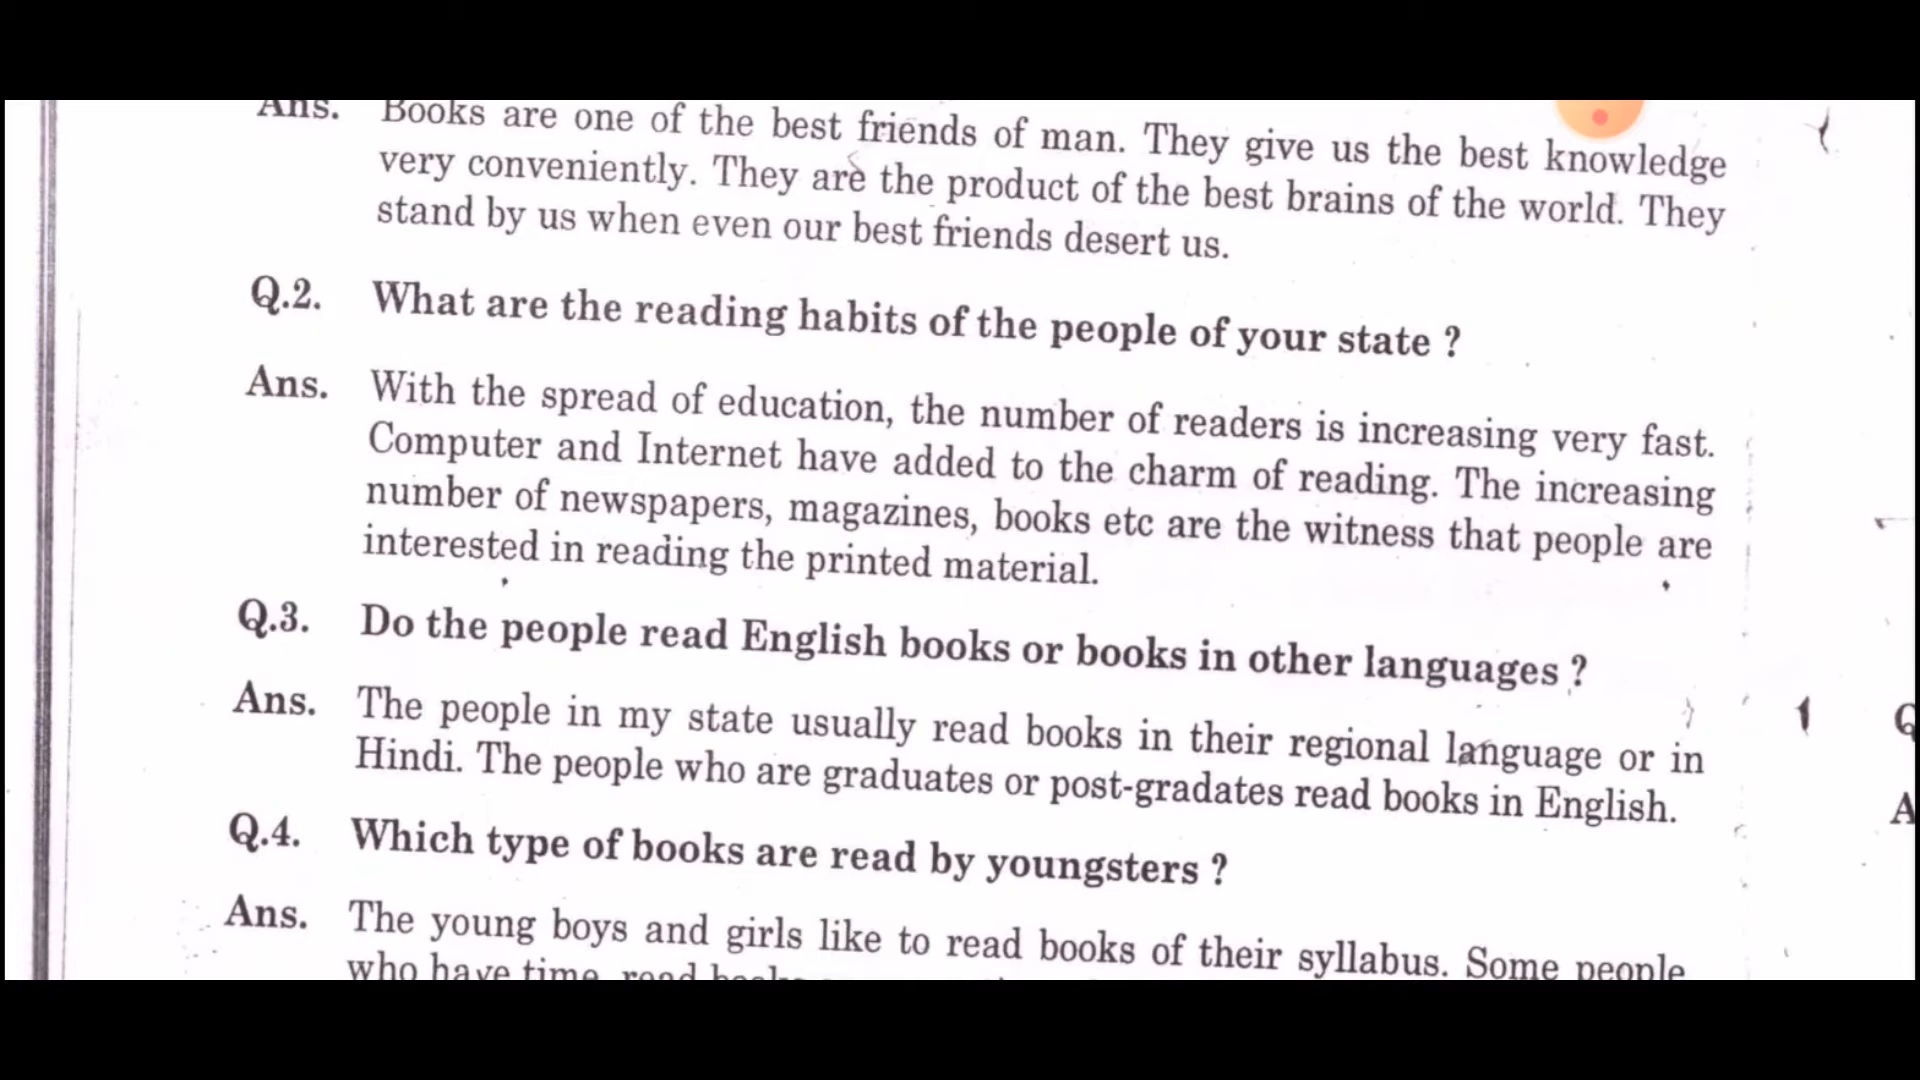 Ans. Books are one of the best friends of man. They give us the best knowledge
very conveniently. They are the product of the best brains of the world. They
stand by us when even our best friends desert us.
Q.2. What are the reading habits of the people of your state ?
Ans. With the spread of education, the number of readers is increasing very fast.
Computer and Internet have added to the charm of reading. The increasing
number of newspapers, magazines, books etc are the witness that people are
interested in reading the printed material.
Q.3. Do the people read English books or books in other languages ?
Ans. The people in my state usually read books in their regional language or in
Hindi. The people who are graduates or post-gradates read books in English.
Q.4. Which type of books are read by youngsters ?
Ans. The young boys and girls like to read books of their syllabus. Some people
who have time, read books